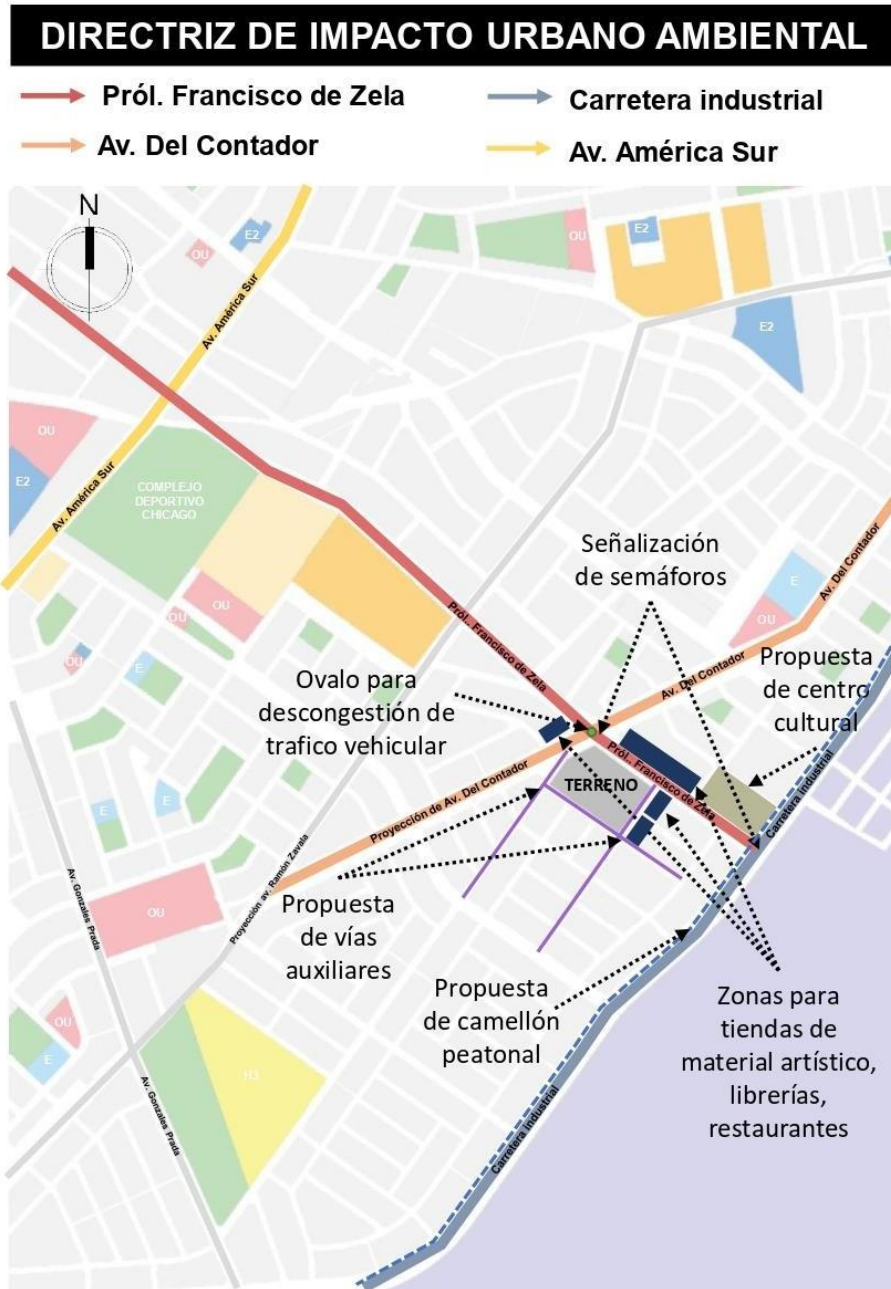 DIRECTRIZ DE IMPACTO URBANO AMBIENTAL
Pról. Francisco de Zela
Carretera industrial
Av. Del Contador
Av. América Sur
N
E2
OU
OU
E2
Av. América Sur
E2
OU
E2
COMPLEJO
DEPORTIVO
CHICAGO
Av. América Sur
Señalización
de semáforos
Av. Del Contador
E
OU
OU
OU
Pról.. Francisco de Zela
OU
E
Av. Del Contador
Propuesta
de centro
cultural
Ovalo para
descongestión de
trafico vehicular
Pról.. Francisco de Zela
TERRENO
Carretera Industrial
Proyección de Av. Del Contador
E
E
Proyección av. Ramón Zavala
Av. Gonzales Prada
OU
Propuesta
de vías
auxiliares
Propuesta
de camellón
peatonal
Zonas para
tiendas de
material artístico,
librerías,
restaurantes
OU
E
H3
Av. Gonzales Prada
Carretera Industrial